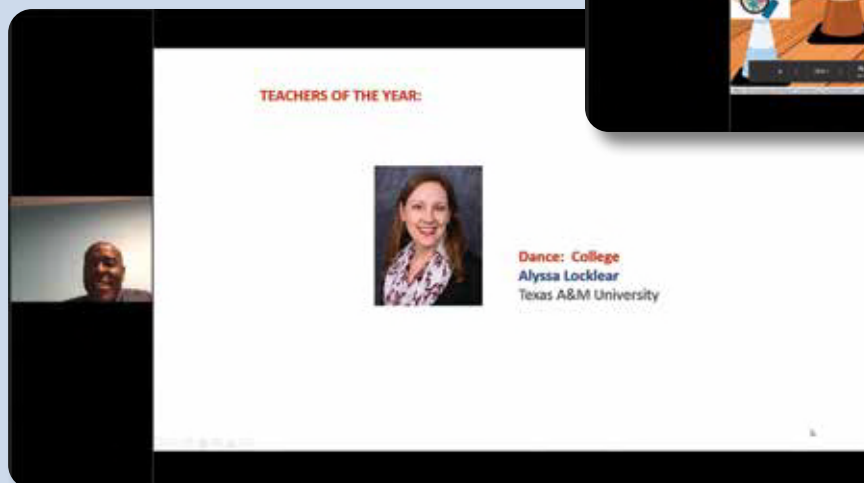 TEACHERS OF THE YEAR:
Dance: College
Alyssa Locklear
Texas A&M University